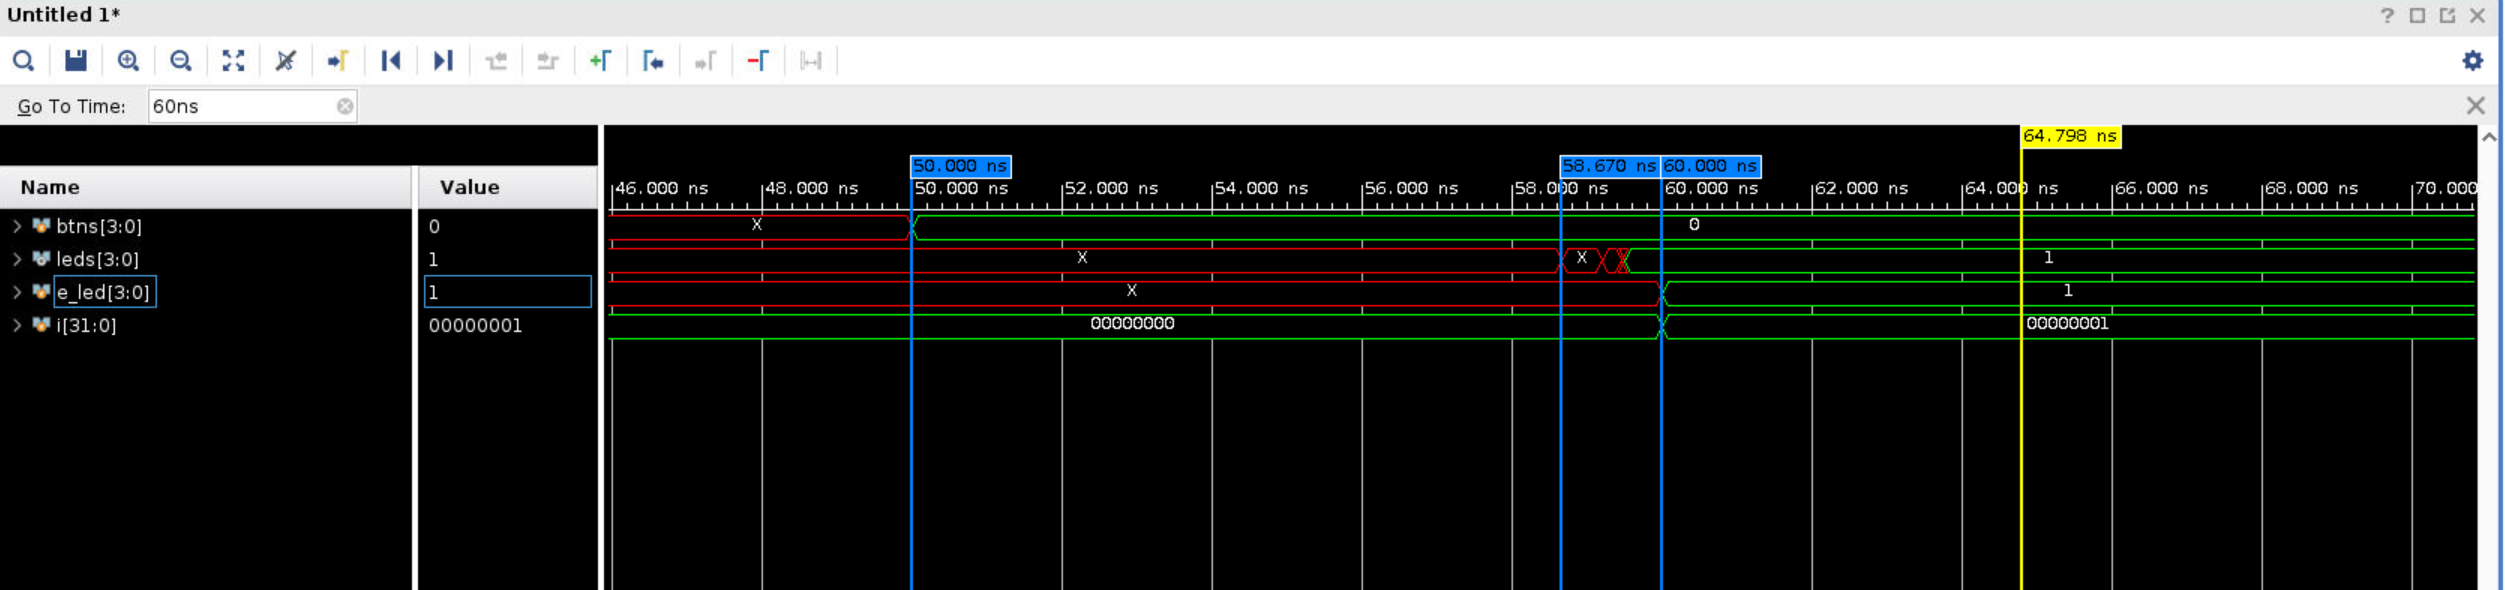 Untitled 1*
?
Go To Time: 60ns
64.798 ns
50.000 ns 58.670 ns 60.000 ns
Name Value
46.000 ns 48.000 ns 50.000 ns 52.000 ns 54.000 ns 56.000 ns 58.000 ns 60.000 ns 62.000 ns 64.000 ns 66.000 ns 68.000 ns 70.000
btns[3:0] 0 X 0
leds[3:0] 1 X X 1
e_led[3:0] 1 X 1
i[31:0] 00000001 00000000 00000001